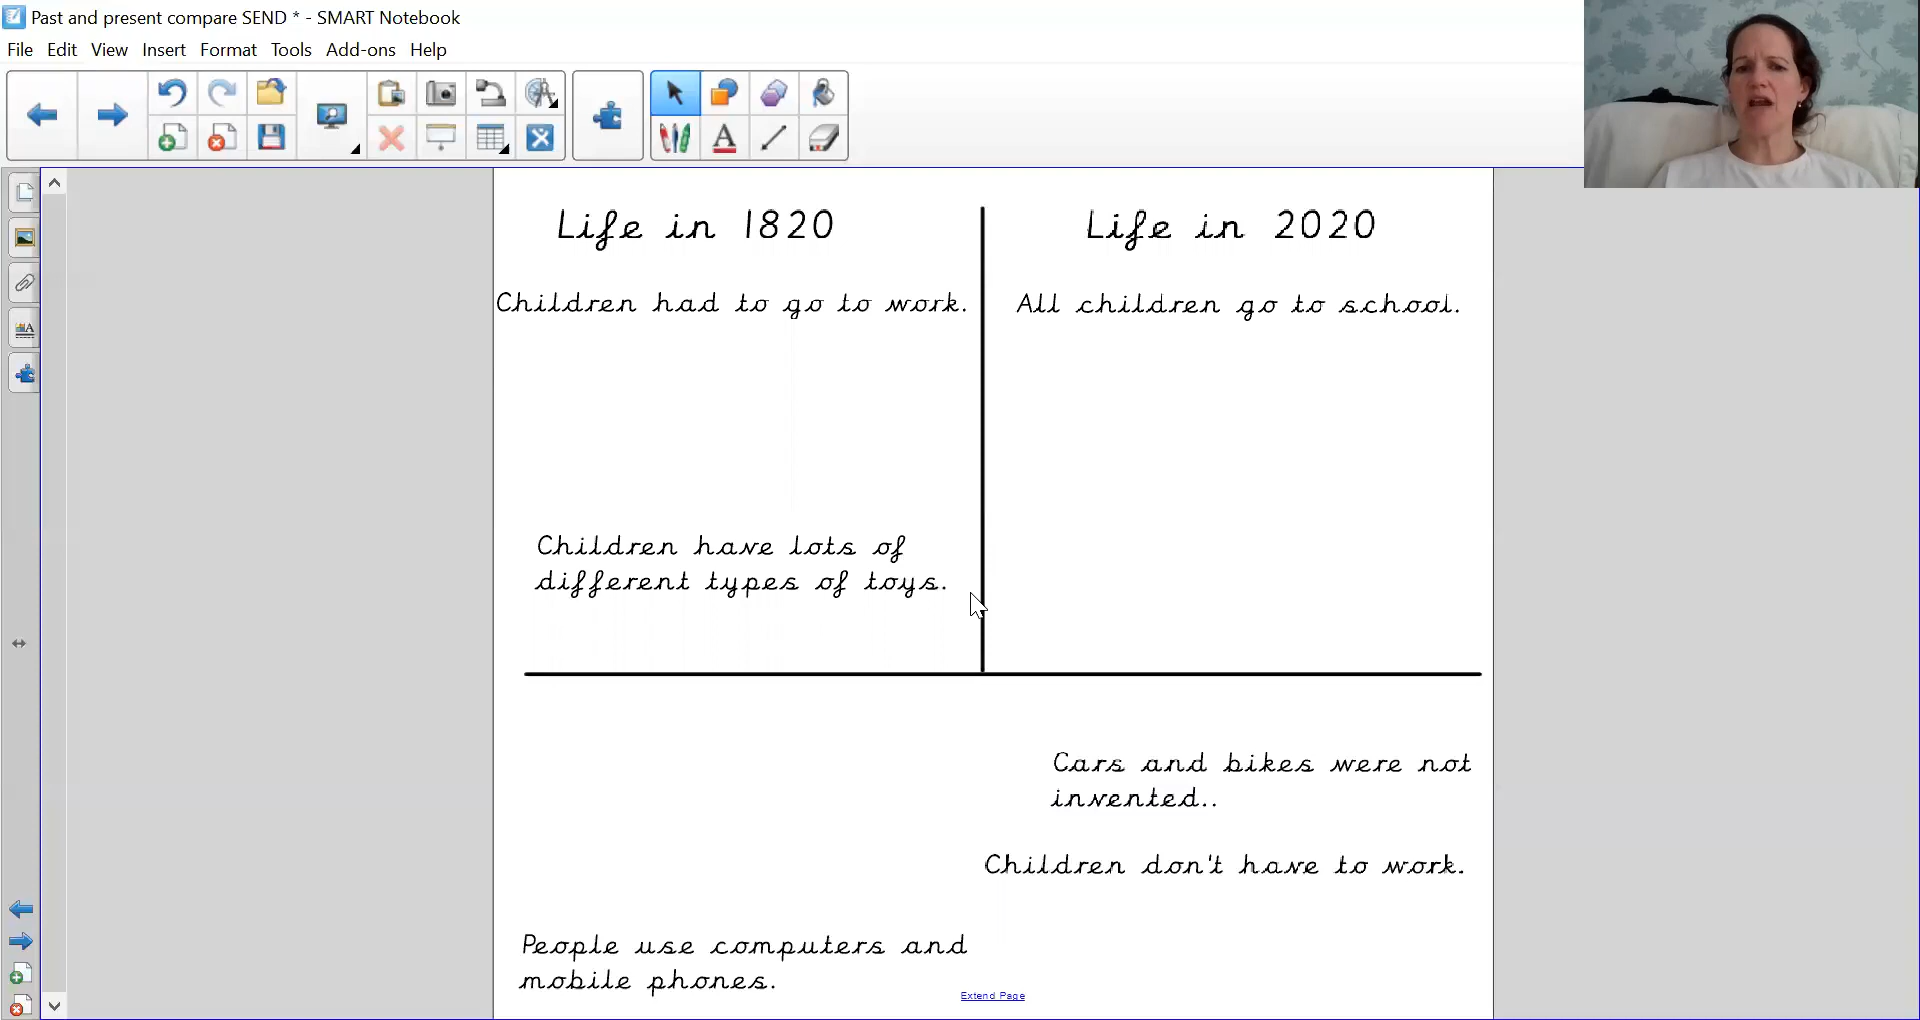 Past and present compare SEND * - SMART Notebook
File Edit View Insert Format Tools Add-ons Help
Life in 1820
Life in 2020
Children had to go to work.
All children go to school.
Children have lots of
different types of toys.
Cars and bikes were not
invented..
Children don't have to work.
People use computers and
mobile phones.
Extend Page